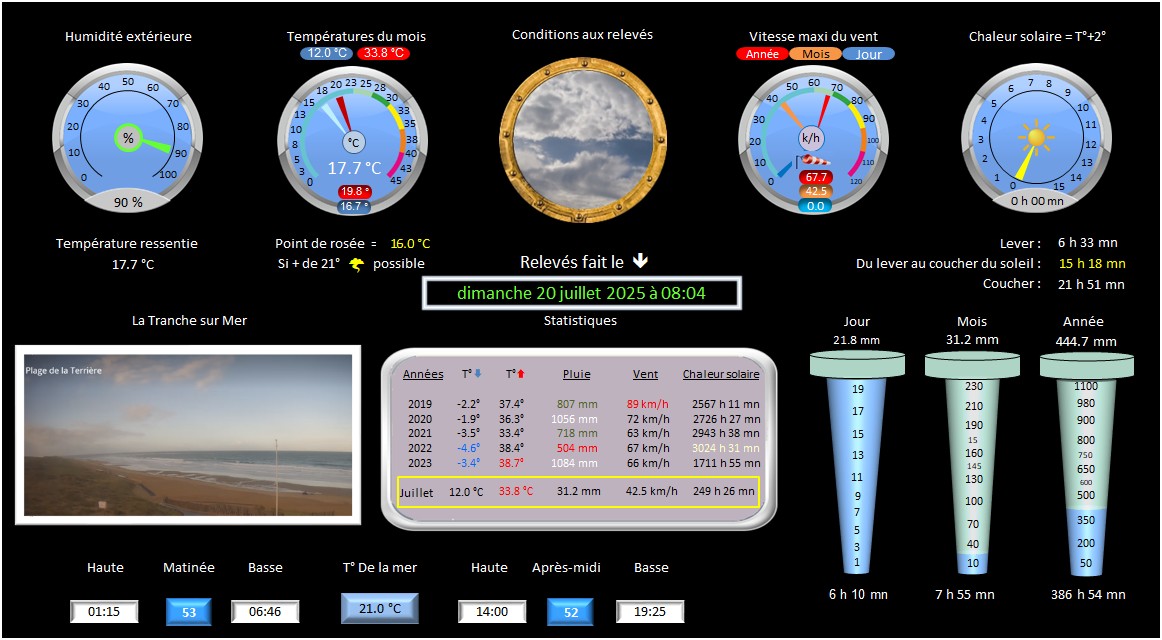 Humidité extérieure
Températures du mois
Conditions aux relevés
Vitesse maxi du vent
Chaleur solaire = T°+2°
12.0 °C 33.8 °C
Année Mois Jour
0 10 20 30 40 50 60 70 80 90 100
%
90 %
0 3 5 8 10 13 15 18 20 23 25 28 30 33 35 38 40 43 45
°C
17.7 °C
19.8 °
16.7 °
0 10 20 30 40 50 60 70 80 90 100 110 120
k/h
67.7
42.5
0.0
0 1 2 3 4 5 6 7 8 9 10 11 12 13 14 15
0 h 00 mn
Température ressentie
17.7 °C
Point de rosée = 16.0 °C
Si + de 21° possible
Relevés fait le
dimanche 20 juillet 2025 à 08:04
Lever : 6 h 33 mn
Du lever au coucher du soleil : 15 h 18 mn
Coucher : 21 h 51 mn
La Tranche sur Mer
Plage de la Terrière
Statistiques
Années T° T° Pluie Vent Chaleur solaire
2019 -2.2° 37.4° 807 mm 89 km/h 2567 h 11 mn
2020 -1.9° 36.3° 1056 mm 72 km/h 2726 h 27 mn
2021 -3.5° 33.4° 718 mm 63 km/h 2943 h 38 mn
2022 -4.6° 38.4° 504 mm 67 km/h 3024 h 31 mn
2023 -3.4° 38.7° 1084 mm 66 km/h 1711 h 55 mn
Juillet 12.0 °C 33.8 °C 31.2 mm 42.5 km/h 249 h 26 mn
Jour
21.8 mm
19
17
15
13
11
9
7
5
3
1
6 h 10 mn
Mois
31.2 mm
230
210
190
15
160
145
130
100
70
40
10
7 h 55 mn
Année
444.7 mm
1100
980
900
800
750
650
600
500
350
200
50
386 h 54 mn
Haute Matinée Basse
01:15 53 06:46
T° De la mer
21.0 °C
Haute Après-midi Basse
14:00 52 19:25